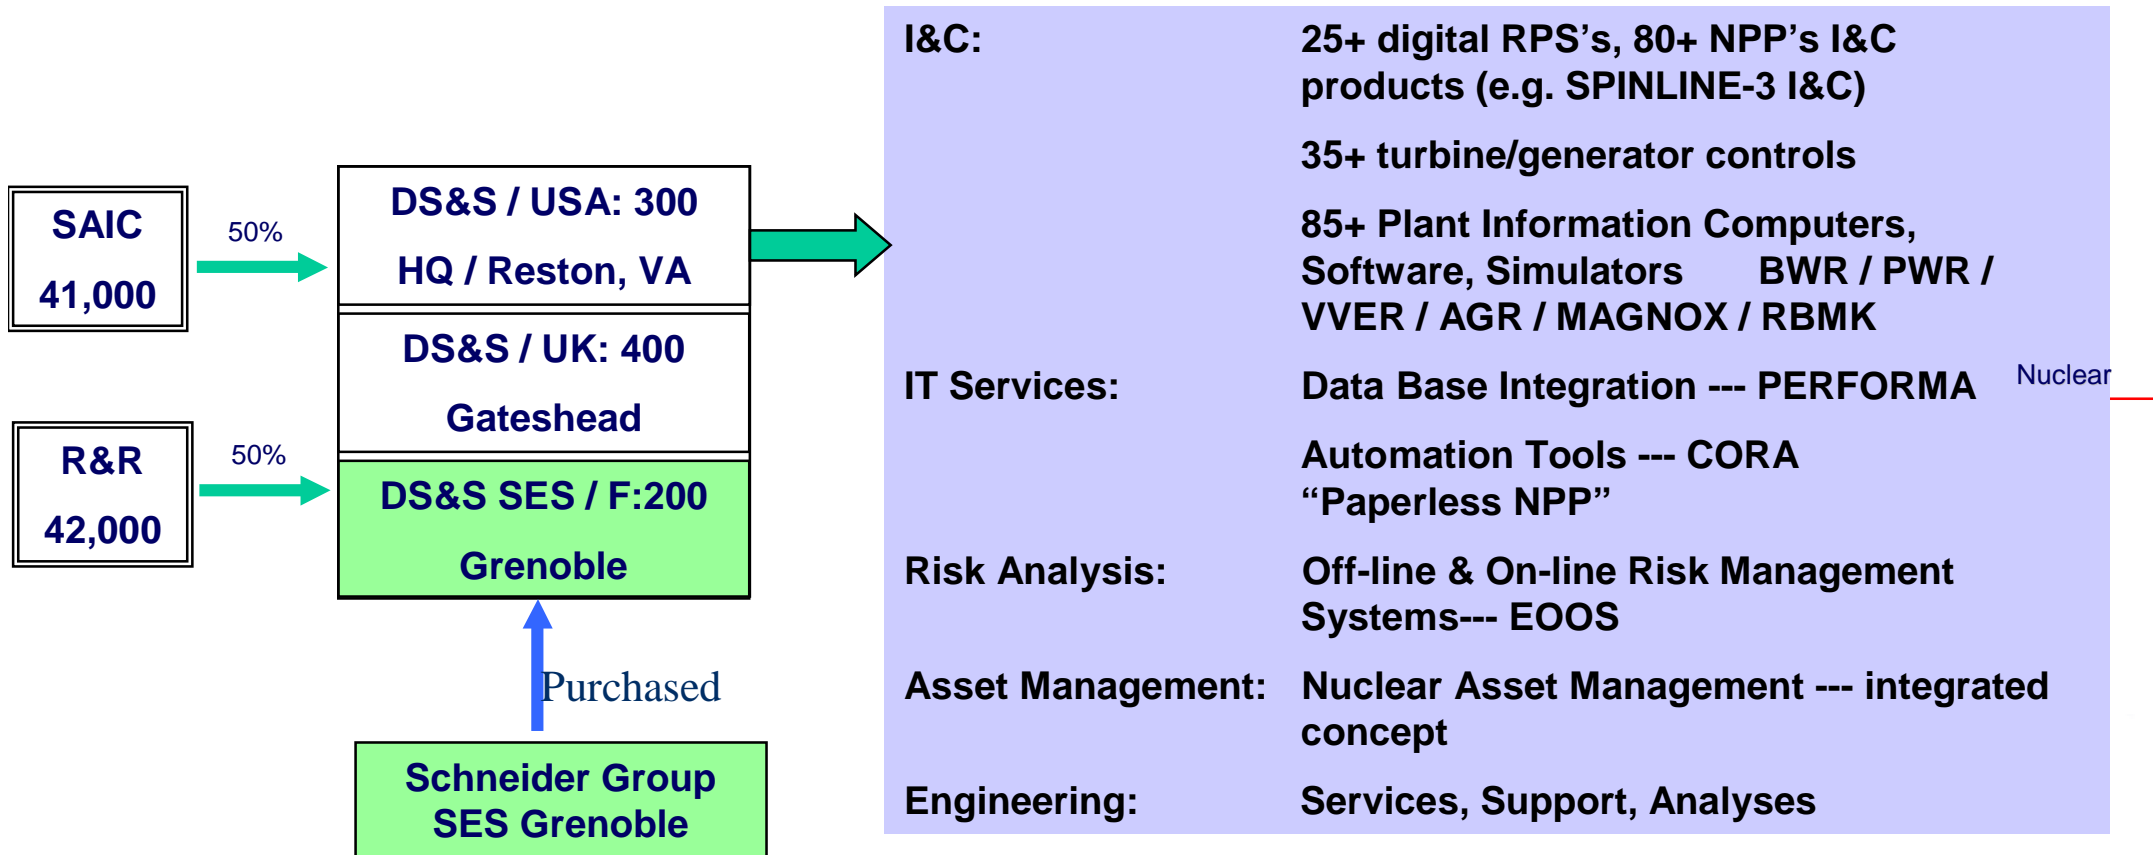 SAIC
41,000
50%
R&R
42,000
50%
DS&S / USA: 300
HQ / Reston, VA
DS&S / UK: 400
Gateshead
DS&S SES / F:200
Grenoble
Purchased
Schneider Group
SES Grenoble
I&C: 25+ digital RPS’s, 80+ NPP’s I&C
products (e.g. SPINLINE-3 I&C)
35+ turbine/generator controls
85+ Plant Information Computers,
Software, Simulators BWR / PWR /
VVER / AGR / MAGNOX / RBMK
IT Services: Data Base Integration --- PERFORMA
Automation Tools --- CORA
“Paperless NPP”
Risk Analysis: Off-line & On-line Risk Management
Systems--- EOOS
Asset Management: Nuclear Asset Management --- integrated
concept
Engineering: Services, Support, Analyses
Nuclear